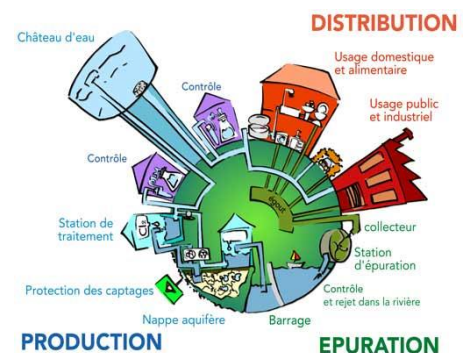 DISTRIBUTION
Château d'eau
Usage domestique
et alimentaire
Contrôle
Usage public
et industriel
Contrôle
égout
Station de
traitement
collecteur
Station
d'épuration
Protection des captages
Contrôle
et rejet dans la rivière
Nappe aquifère
Barrage
PRODUCTION
EPURATION